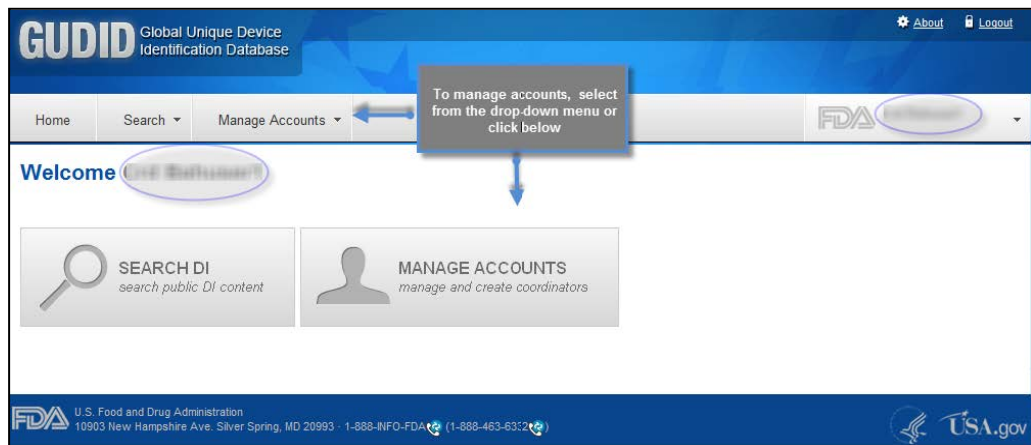 GUDID Global Unique Device
Identification Database
About Logout
Home Search Manage Accounts
To manage accounts, select
from the drop-down menu or
click below
FDA
Welcome
SEARCH DI
search public DI content
MANAGE ACCOUNTS
manage and create coordinators
FDA U.S. Food and Drug Administration
10903 New Hampshire Ave. Silver Spring, MD 20993 · 1-888-INFO-FDA (1-888-463-6332)
USA.gov